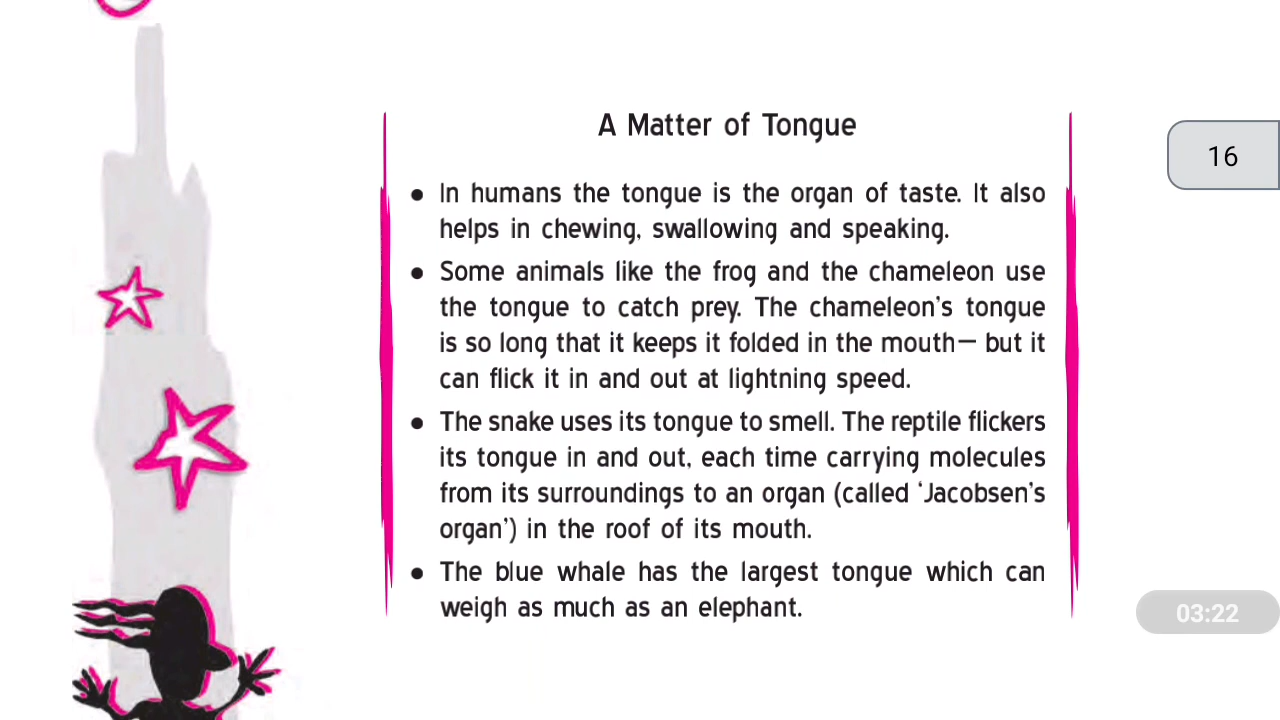 A Matter of Tongue
16
● In humans the tongue is the organ of taste. It also
helps in chewing, swallowing and speaking.
● Some animals like the frog and the chameleon use
the tongue to catch prey. The chameleon's tongue
is so long that it keeps it folded in the mouth— but it
can flick it in and out at lightning speed.
● The snake uses its tongue to smell. The reptile flickers
its tongue in and out, each time carrying molecules
from its surroundings to an organ (called ‘Jacobsen’s
organ’) in the roof of its mouth.
● The blue whale has the largest tongue which can
weigh as much as an elephant.
03:22